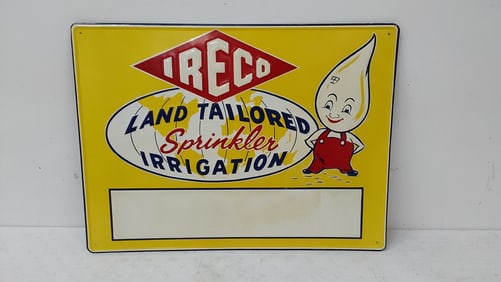 IRECO
LAND TAILORED
Sprinkler
IRRIGATION